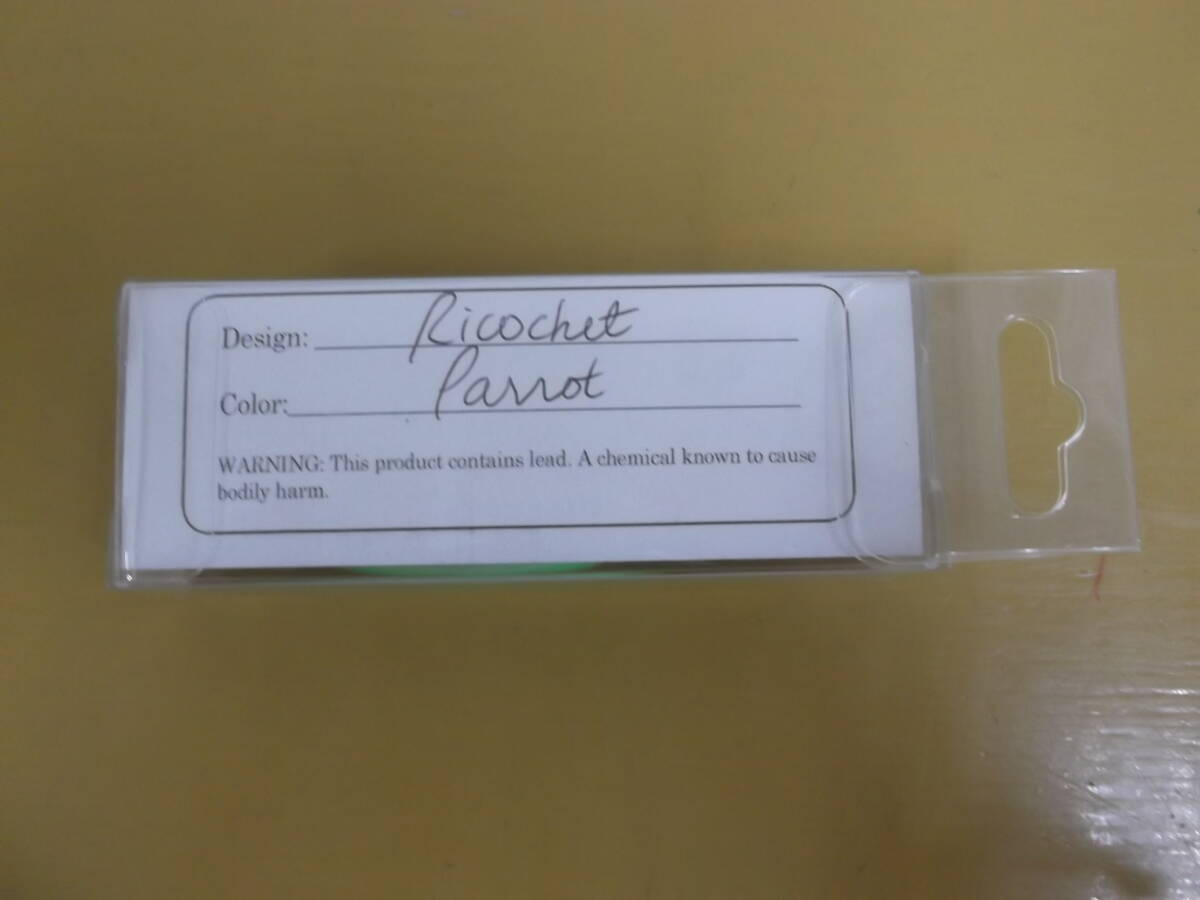 Design: Ricochet
Color: Parrot
WARNING: This product contains lead. A chemical known to cause
bodily harm.